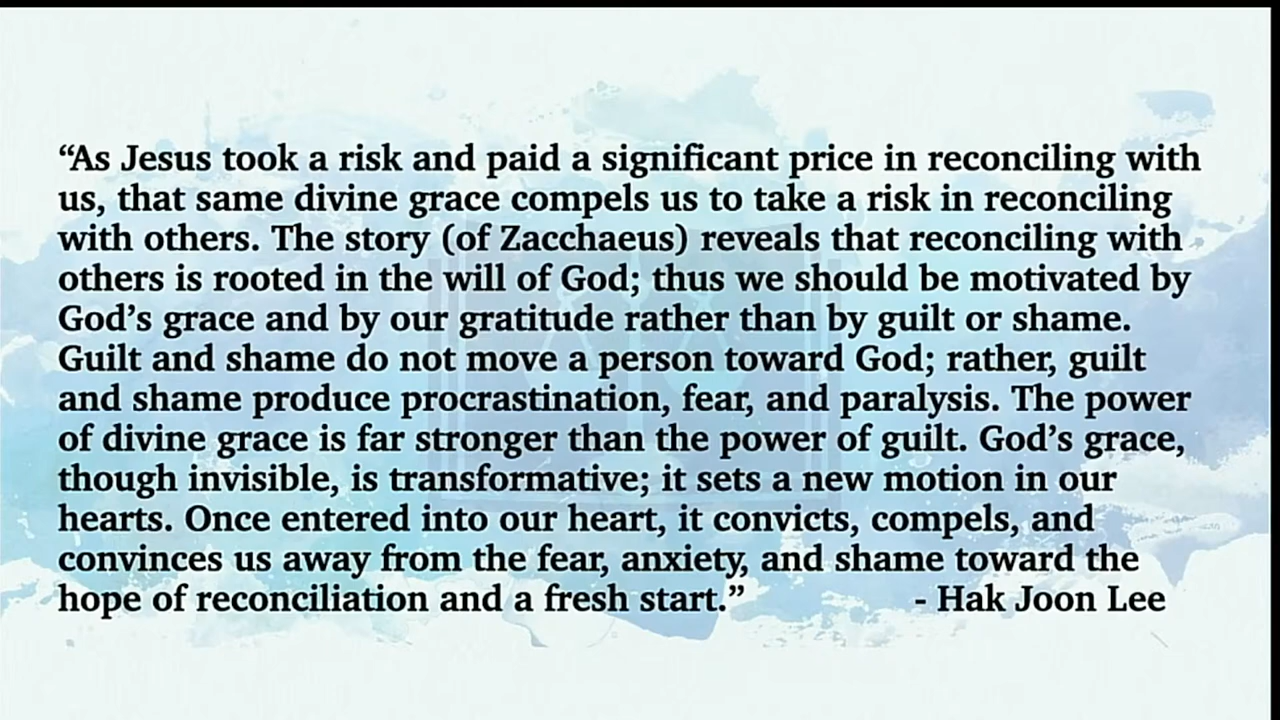 “As Jesus took a risk and paid a significant price in reconciling with
us, that same divine grace compels us to take a risk in reconciling
with others. The story (of Zacchaeus) reveals that reconciling with
others is rooted in the will of God; thus we should be motivated by
God’s grace and by our gratitude rather than by guilt or shame.
Guilt and shame do not move a person toward God; rather, guilt
and shame produce procrastination, fear, and paralysis. The power
of divine grace is far stronger than the power of guilt. God’s grace,
though invisible, is transformative; it sets a new motion in our
hearts. Once entered into our heart, it convicts, compels, and
convinces us away from the fear, anxiety, and shame toward the
hope of reconciliation and a fresh start.” - Hak Joon Lee